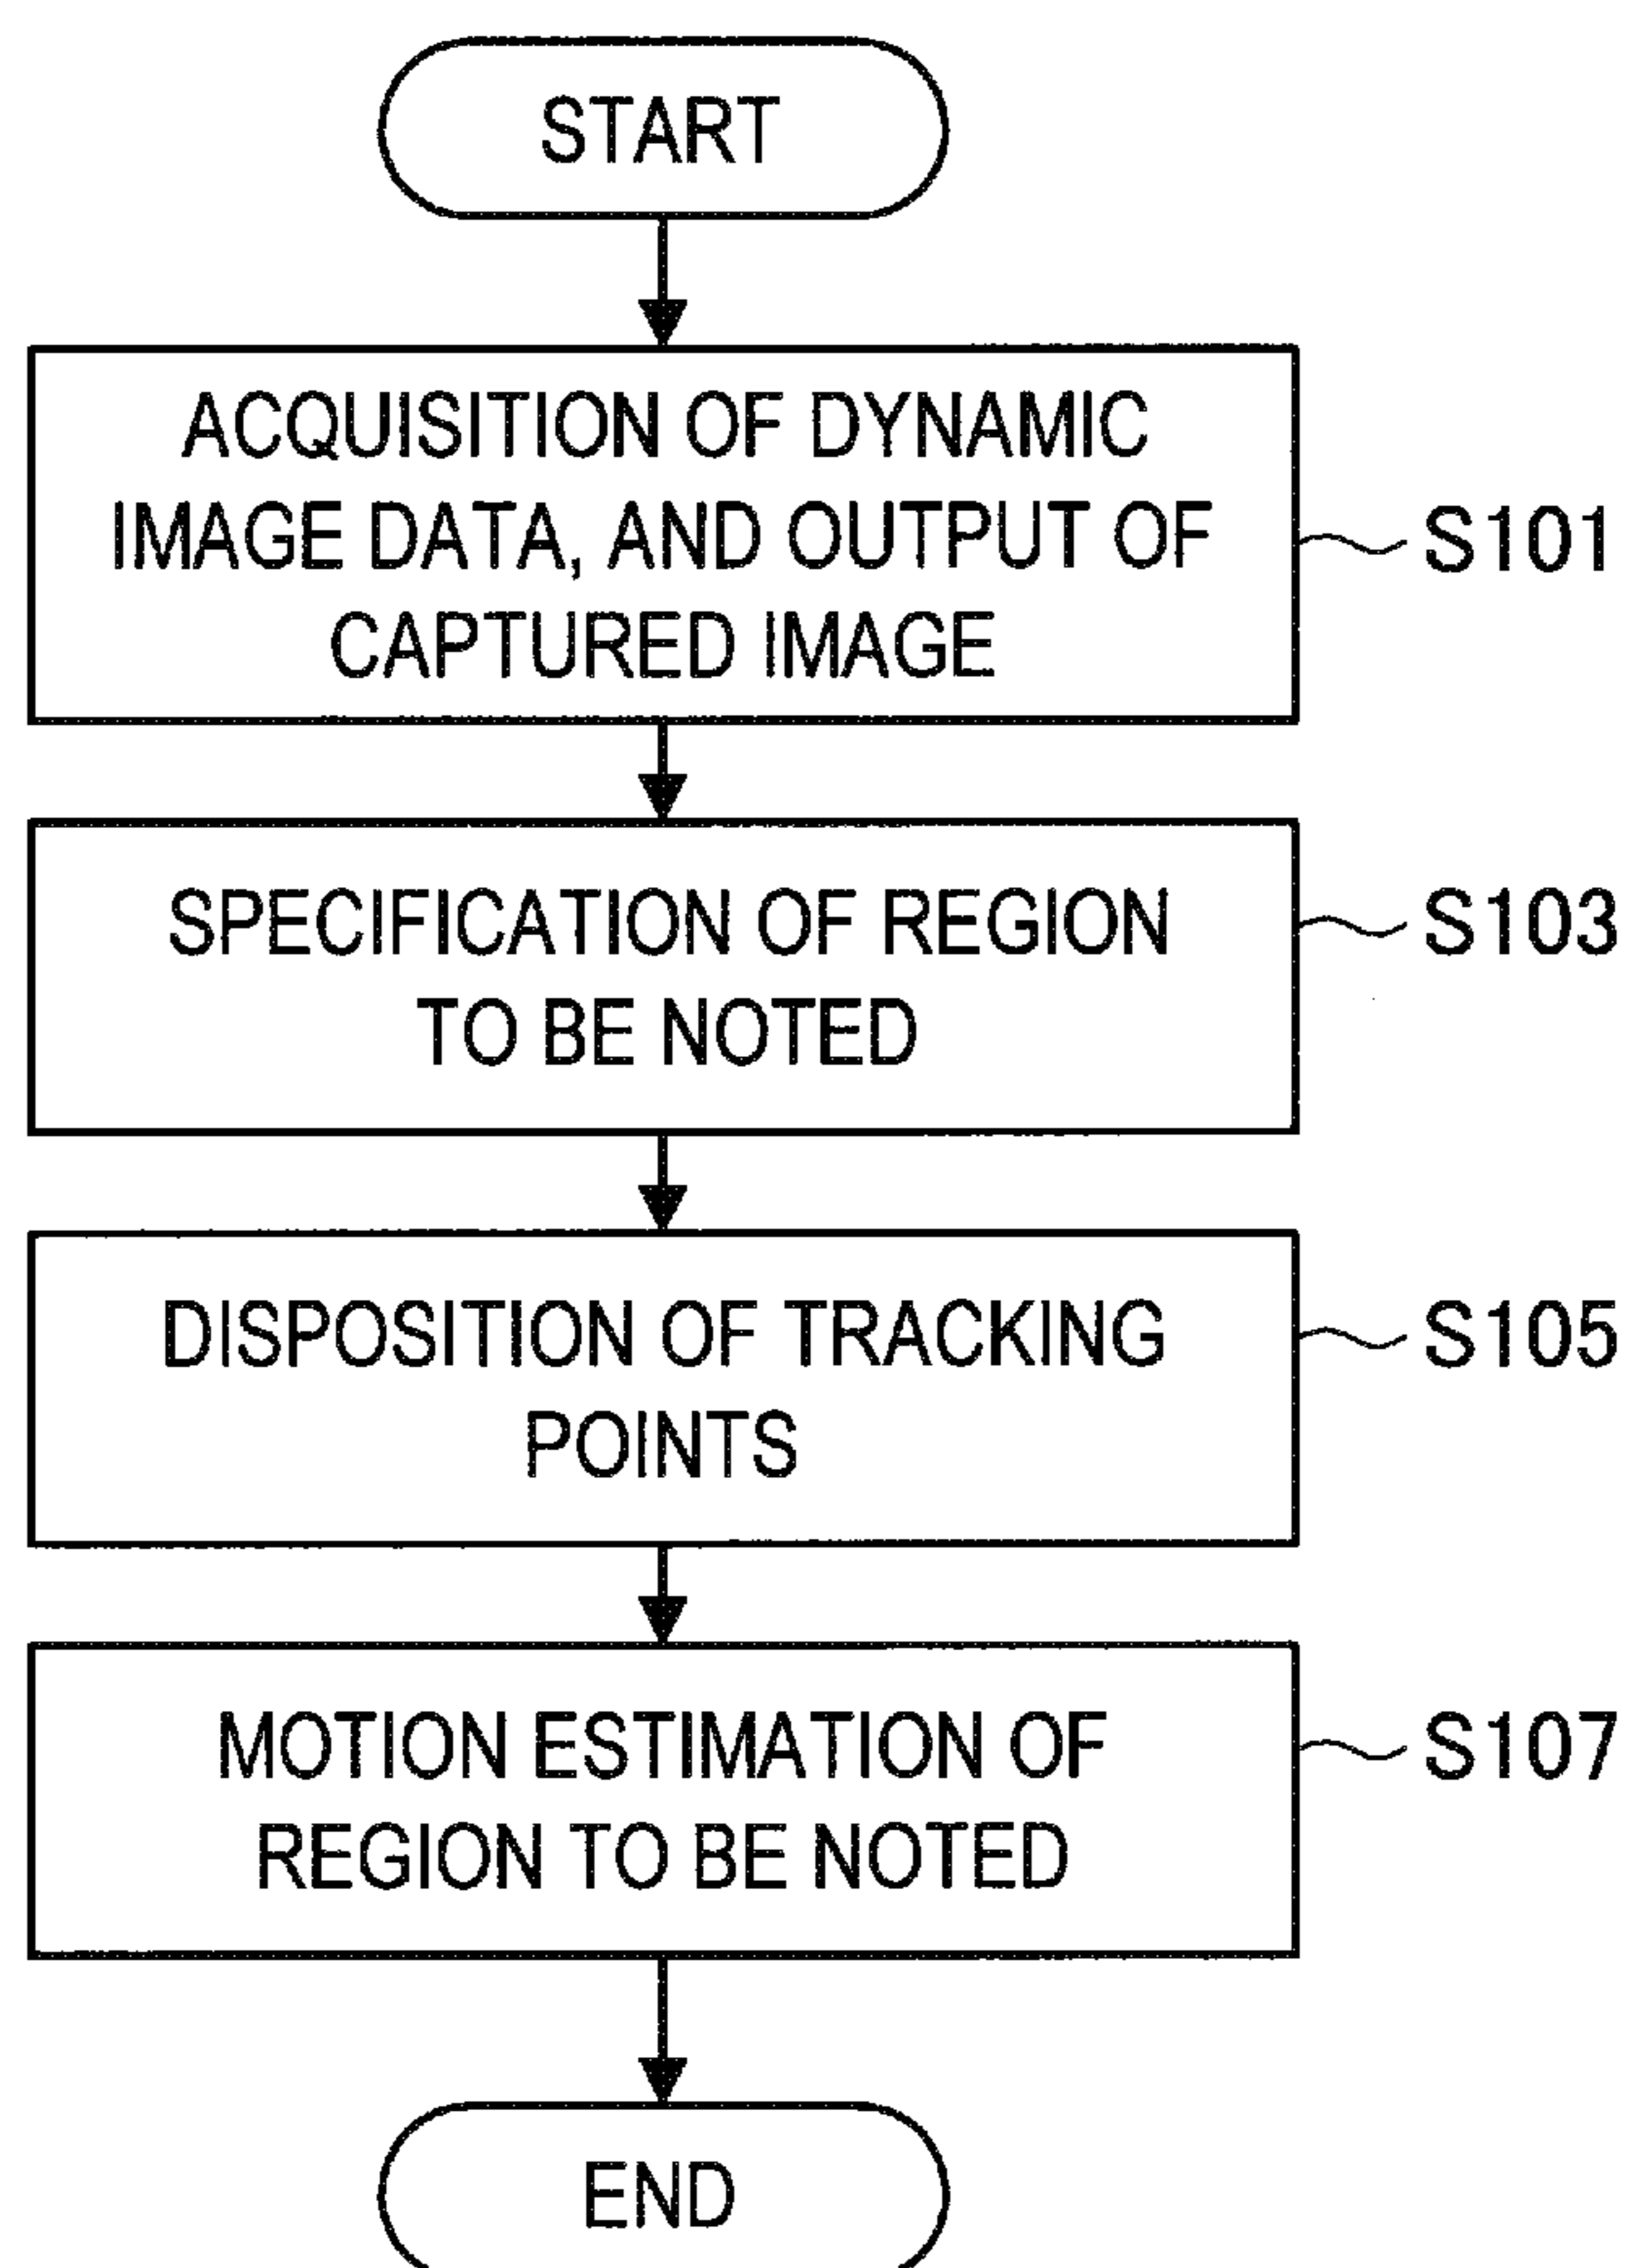 START
ACQUISITION OF DYNAMIC
IMAGE DATA, AND OUTPUT OF
CAPTURED IMAGE
S101
SPECIFICATION OF REGION
TO BE NOTED
S103
DISPOSITION OF TRACKING
POINTS
S105
MOTION ESTIMATION OF
REGION TO BE NOTED
S107
END